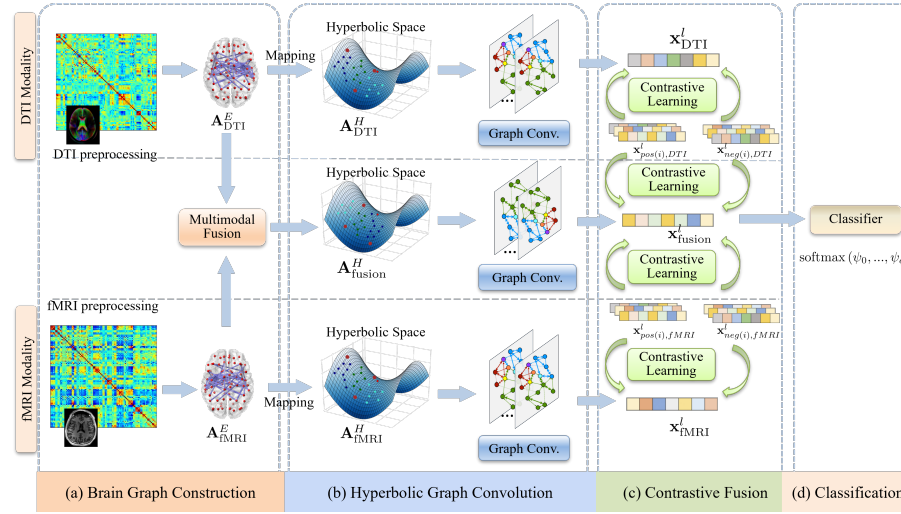 DTI Modality
DTI preprocessing
A^E_DTI
Mapping
Hyperbolic Space
A^H_DTI
Graph Conv.
x^l_DTI
Contrastive
Learning
x^l_pos(i),DTI
x^l_neg(i),DTI
Contrastive
Learning
Multimodal
Fusion
Hyperbolic Space
A^H_fusion
Graph Conv.
x^l_fusion
Contrastive
Learning
Classifier
softmax (ψ_0, ..., ψ
fMRI Modality
fMRI preprocessing
A^E_fMRI
Mapping
Hyperbolic Space
A^H_fMRI
Graph Conv.
x^l_pos(i),fMRI
x^l_neg(i),fMRI
Contrastive
Learning
x^l_fMRI
(a) Brain Graph Construction
(b) Hyperbolic Graph Convolution
(c) Contrastive Fusion
(d) Classification